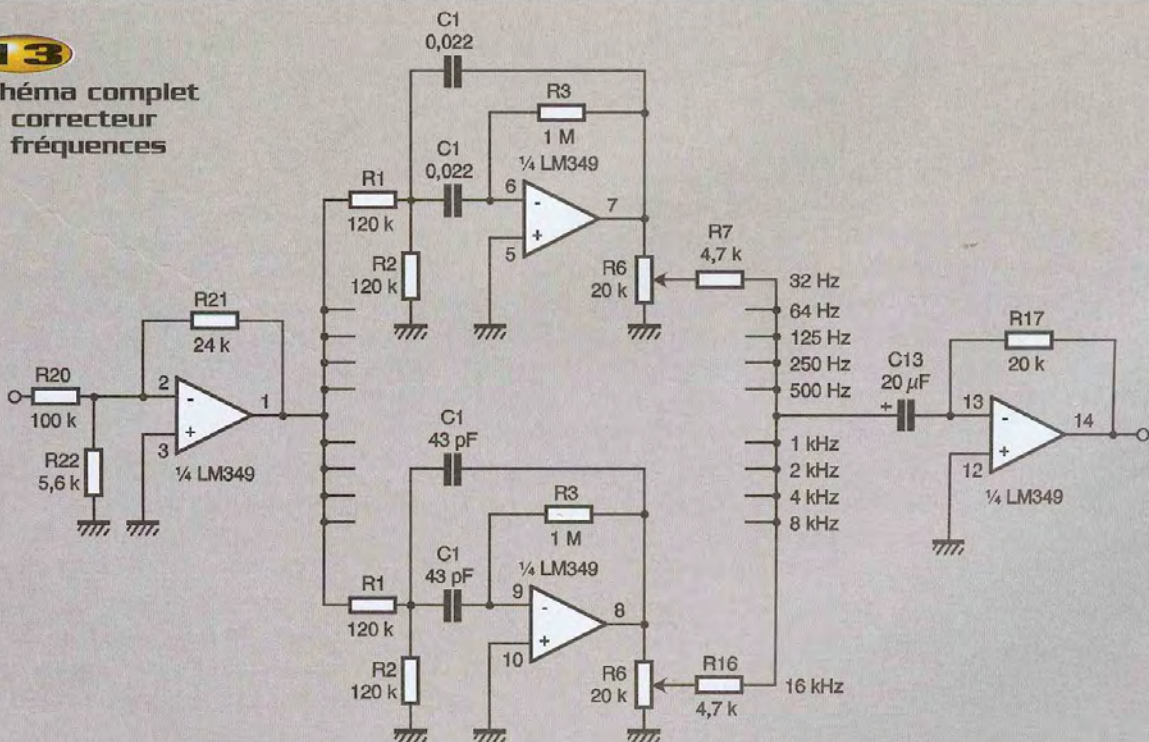 13
héma complet
correcteur
fréquences
C1
0,022
R3
1 M
C1
0,022
¼ LM349
R1
120 k
6
-
7
+
5
R2
120 k
R7
4,7 k
R6
20 k
32 Hz
64 Hz
125 Hz
250 Hz
500 Hz
1 kHz
2 kHz
4 kHz
8 kHz
16 kHz
R21
24 k
R20
100 k
2
-
1
+
3
R22
5,6 k
¼ LM349
R17
20 k
C13
20 µF
+
13
-
14
+
12
¼ LM349
C1
43 pF
R3
1 M
C1
43 pF
¼ LM349
R1
120 k
9
-
8
+
10
R2
120 k
R6
20 k
R16
4,7 k